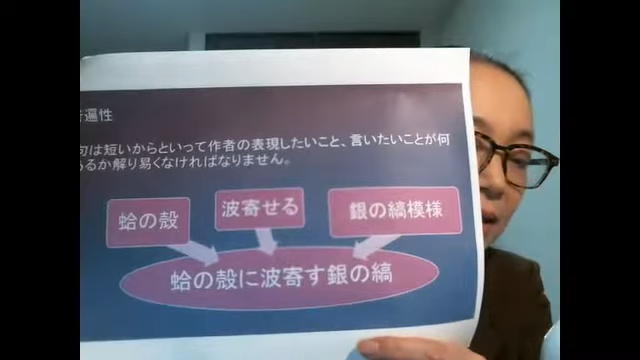 遍性
句は短いからといって作者の表現したいこと、言いたいことが何
るか解り易くなければなりません。
蛤の殻
波寄せる
銀の縞模様
蛤の殻に波寄す銀の縞